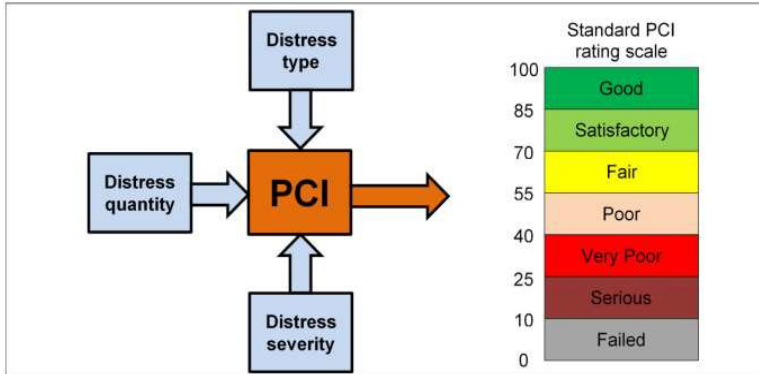 Distress
type
Distress
quantity
PCI
Distress
severity
Standard PCI
rating scale
100
Good
85
Satisfactory
70
Fair
55
Poor
40
Very Poor
25
Serious
10
Failed
0